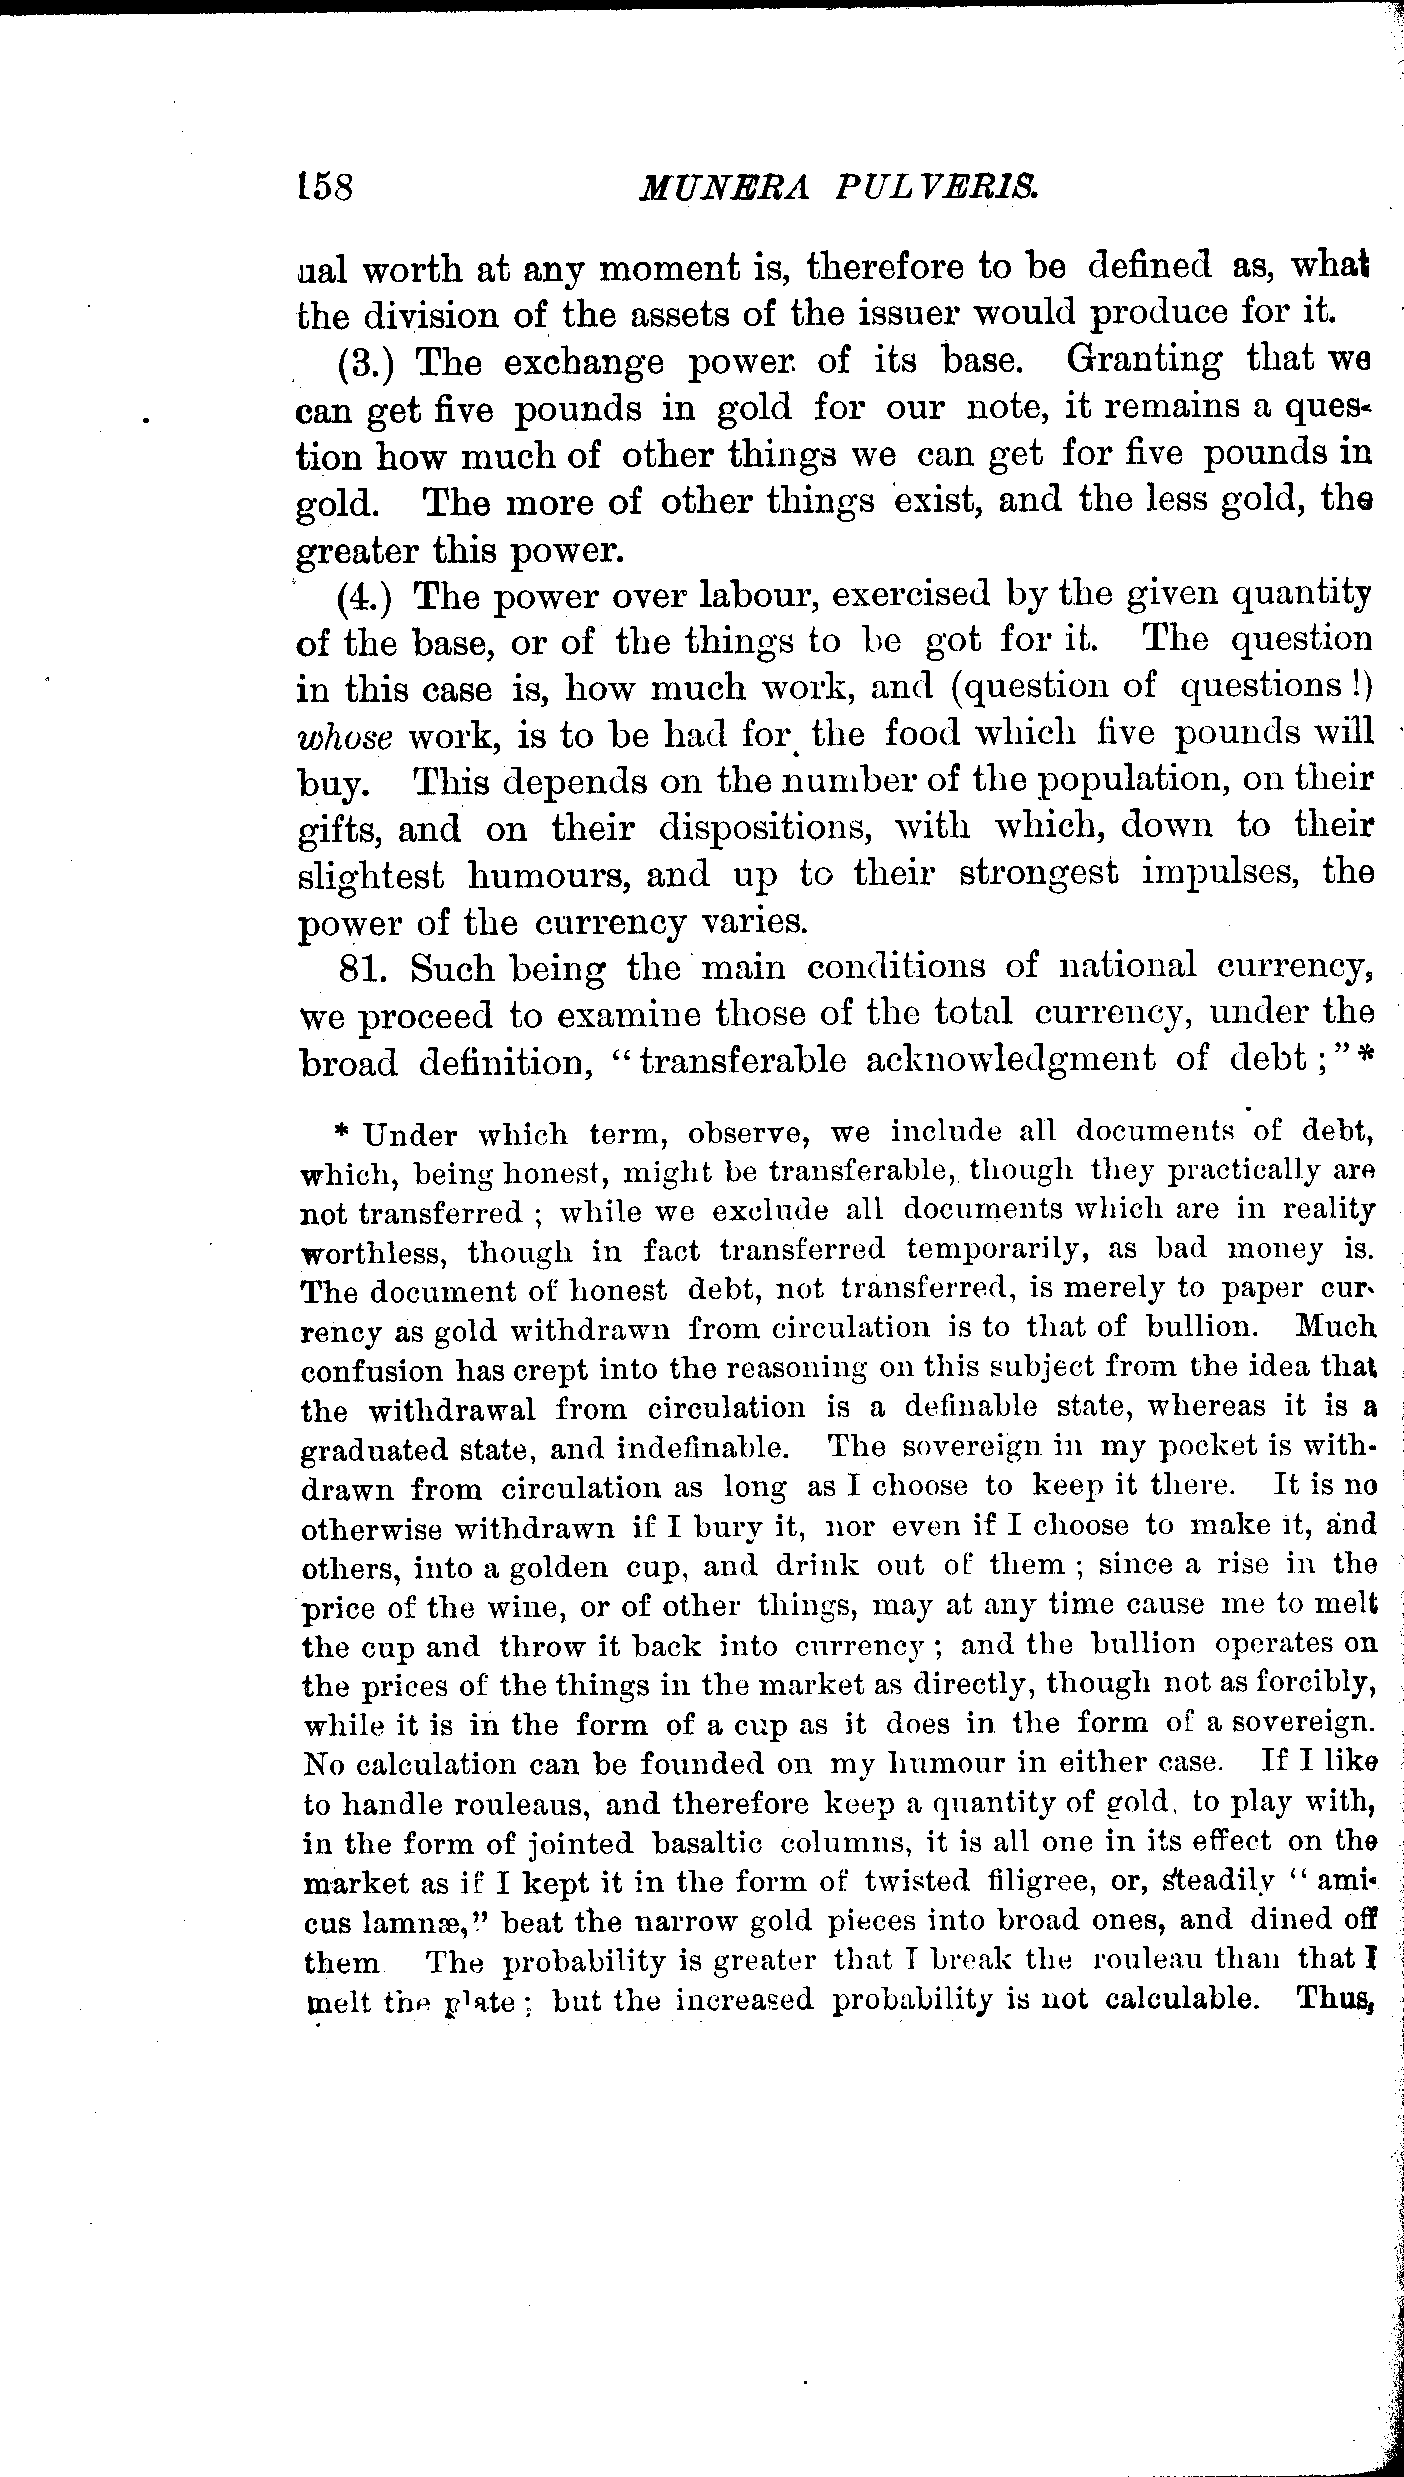 158 MUNERA PULVERIS.
ual worth at any moment is, therefore to be defined as, what
the division of the assets of the issuer would produce for it.
(3.) The exchange power of its base. Granting that we
can get five pounds in gold for our note, it remains a ques-
tion how much of other things we can get for five pounds in
gold. The more of other things exist, and the less gold, the
greater this power.
(4.) The power over labour, exercised by the given quantity
of the base, or of the things to be got for it. The question
in this case is, how much work, and (question of questions !)
whose work, is to be had for the food which five pounds will
buy. This depends on the number of the population, on their
gifts, and on their dispositions, with which, down to their
slightest humours, and up to their strongest impulses, the
power of the currency varies.
81. Such being the main conditions of national currency,
we proceed to examine those of the total currency, under the
broad definition, “transferable acknowledgment of debt ;”*
* Under which term, observe, we include all documents of debt,
which, being honest, might be transferable, though they practically are
not transferred ; while we exclude all documents which are in reality
worthless, though in fact transferred temporarily, as bad money is.
The document of honest debt, not transferred, is merely to paper cur-
rency as gold withdrawn from circulation is to that of bullion. Much
confusion has crept into the reasoning on this subject from the idea that
the withdrawal from circulation is a definable state, whereas it is a
graduated state, and indefinable. The sovereign in my pocket is with-
drawn from circulation as long as I choose to keep it there. It is no
otherwise withdrawn if I bury it, nor even if I choose to make it, and
others, into a golden cup, and drink out of them ; since a rise in the
price of the wine, or of other things, may at any time cause me to melt
the cup and throw it back into currency ; and the bullion operates on
the prices of the things in the market as directly, though not as forcibly,
while it is in the form of a cup as it does in the form of a sovereign.
No calculation can be founded on my humour in either case. If I like
to handle rouleaus, and therefore keep a quantity of gold, to play with,
in the form of jointed basaltic columns, it is all one in its effect on the
market as if I kept it in the form of twisted filigree, or, steadily “ ami-
cus lamnæ,” beat the narrow gold pieces into broad ones, and dined off
them The probability is greater that I break the rouleau than that I
melt the plate ; but the increased probability is not calculable. Thus,